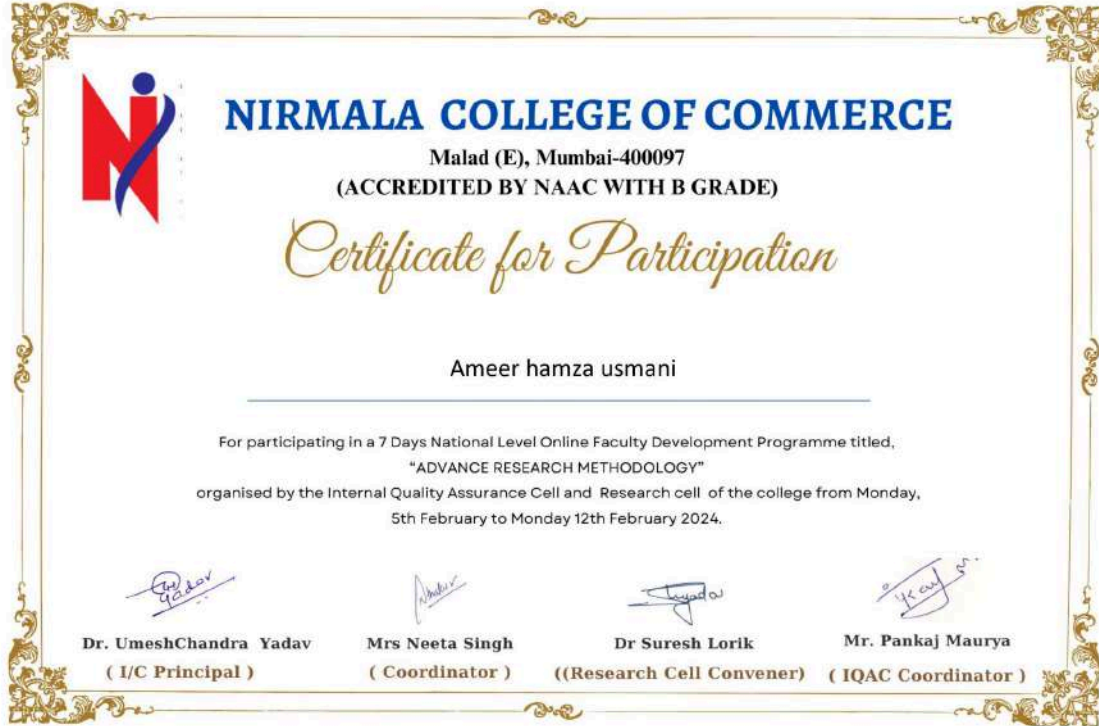 NIRMALA COLLEGE OF COMMERCE
Malad (E), Mumbai-400097
(ACCREDITED BY NAAC WITH B GRADE)
Certificate for Participation
Ameer hamza usmani
For participating in a 7 Days National Level Online Faculty Development Programme titled,
“ADVANCE RESEARCH METHODOLOGY”
organised by the Internal Quality Assurance Cell and Research cell of the college from Monday,
5th February to Monday 12th February 2024.
Dr. UmeshChandra Yadav
( I/C Principal )
Mrs Neeta Singh
( Coordinator )
Dr Suresh Lorik
((Research Cell Convener)
Mr. Pankaj Maurya
( IQAC Coordinator )